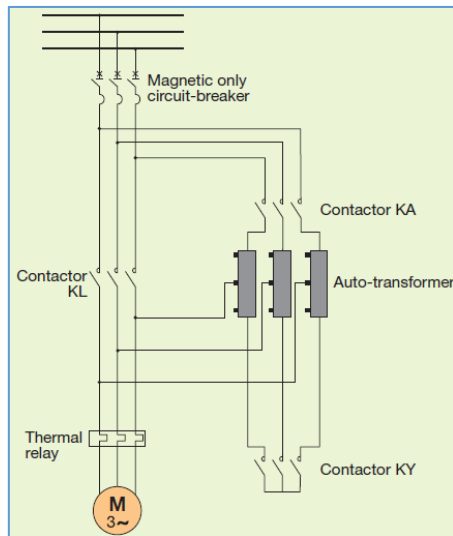 Magnetic only
circuit-breaker
Contactor KA
Contactor
KL
Auto-transformer
Thermal
relay
Contactor KY
M
3~